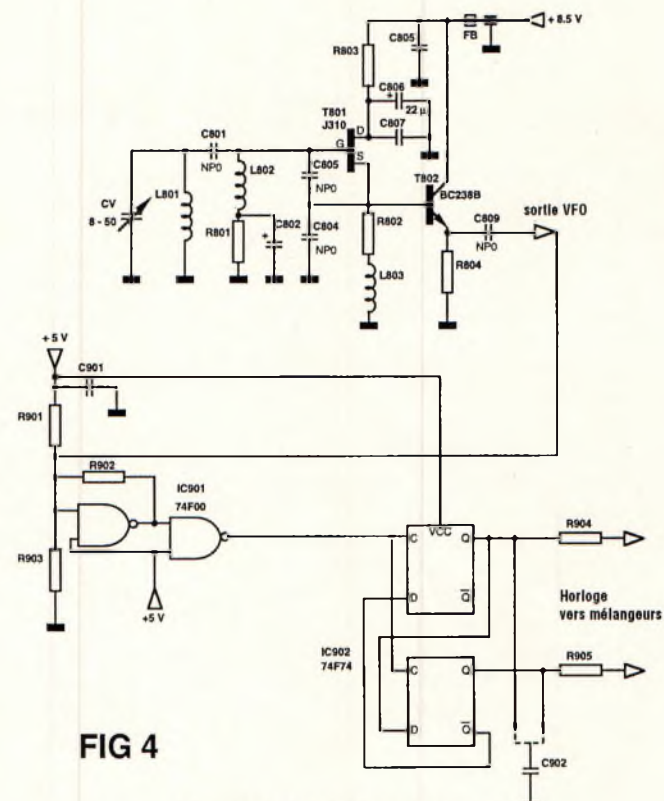 + 8.5 V
FB
C805
R803
C806
+
22 µ
C807
T801
J310
D
G
S
C801
NP0
L802
C805
NP0
T802
BC238B
CV
8 - 50
L801
R801
+
C802
C804
NP0
R802
L803
C809
NP0
R804
sortie VFO
+ 5 V
C901
R901
R902
IC901
74F00
R903
+5 V
VCC
C
Q
D
Q
R904
Horloge
vers mélangeurs
IC902
74F74
C
Q
D
Q
R905
C902
FIG 4